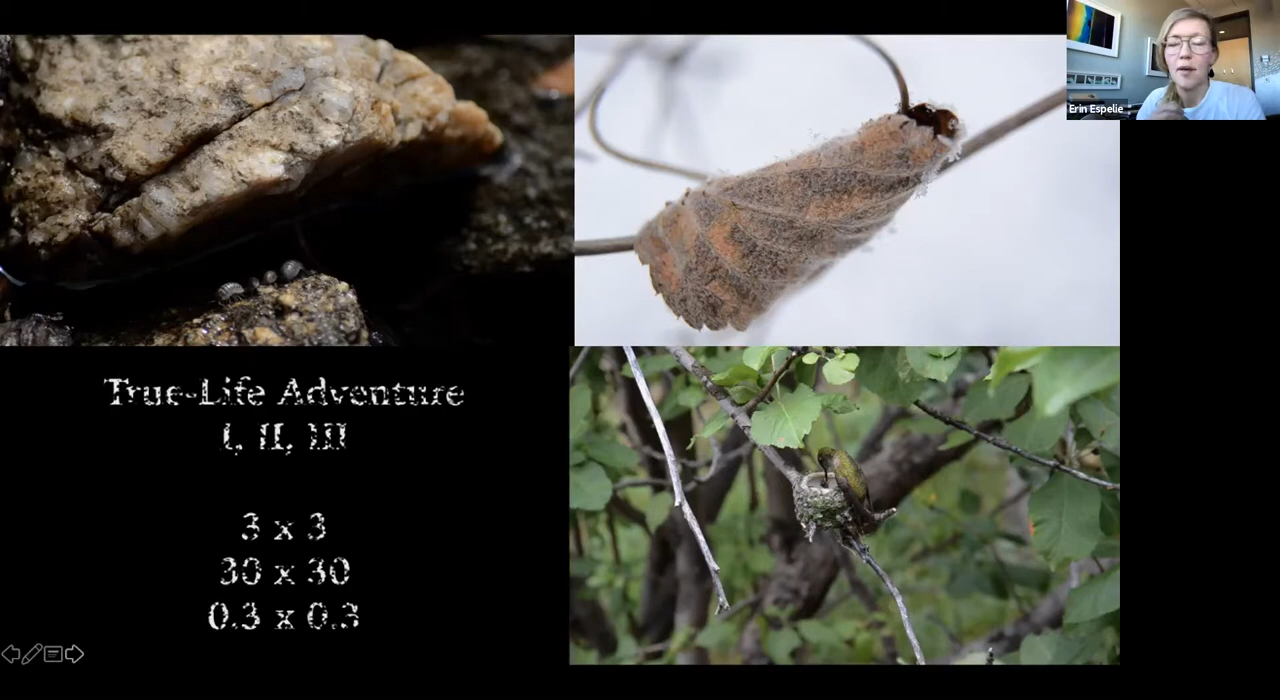 Erin Espelie
True-Life Adventure
I, II, III
3 x 3
30 x 30
0.3 x 0.3